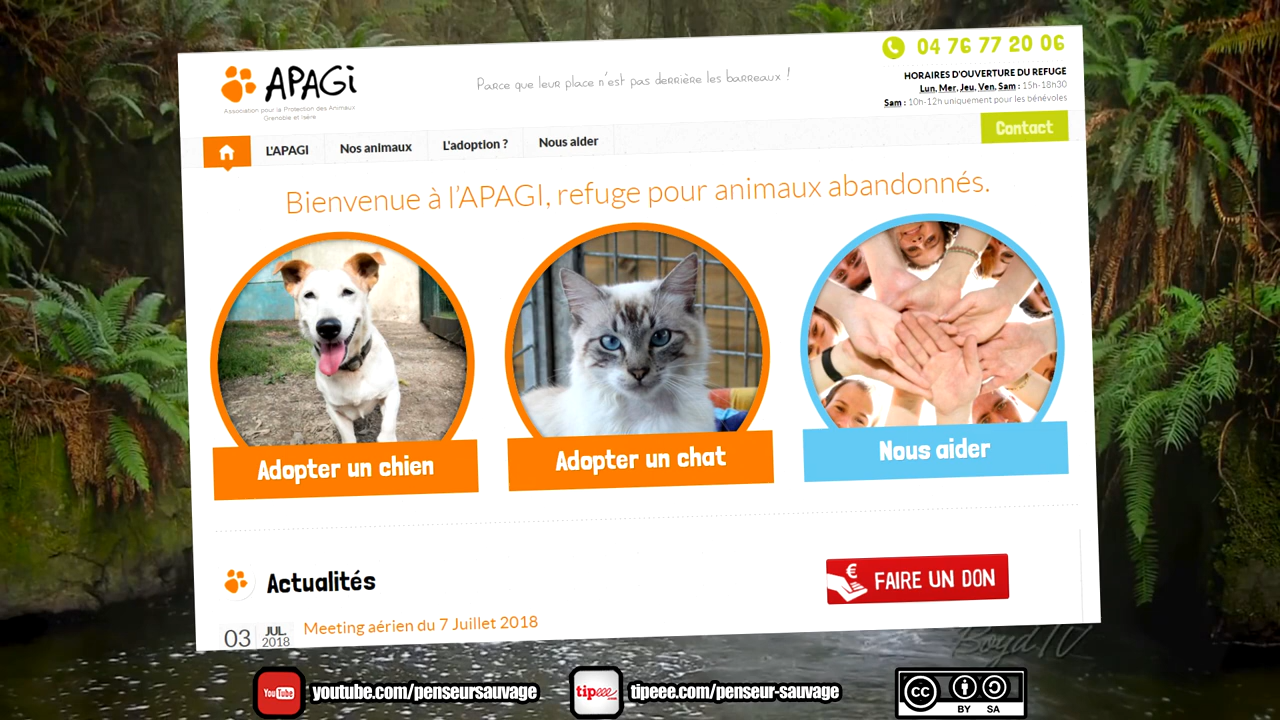 APAGi
Association pour la Protection des Animaux
Grenoble et Isère
Parce que leur place n'est pas derrière les barreaux !
04 76 77 20 06
HORAIRES D'OUVERTURE DU REFUGE
Lun, Mer, Jeu, Ven, Sam : 15h-18h30
Sam : 10h-12h uniquement pour les bénévoles
L'APAGI
Nos animaux
L'adoption ?
Nous aider
Contact
Bienvenue à l'APAGI, refuge pour animaux abandonnés.
Adopter un chien
Adopter un chat
Nous aider
Actualités
€
FAIRE UN DON
03
JUL.
2018
Meeting aérien du 7 Juillet 2018
BoydTV
YouTube
youtube.com/penseursauvage
tipeee.com
tipeee.com/penseur-sauvage
cc
BY SA